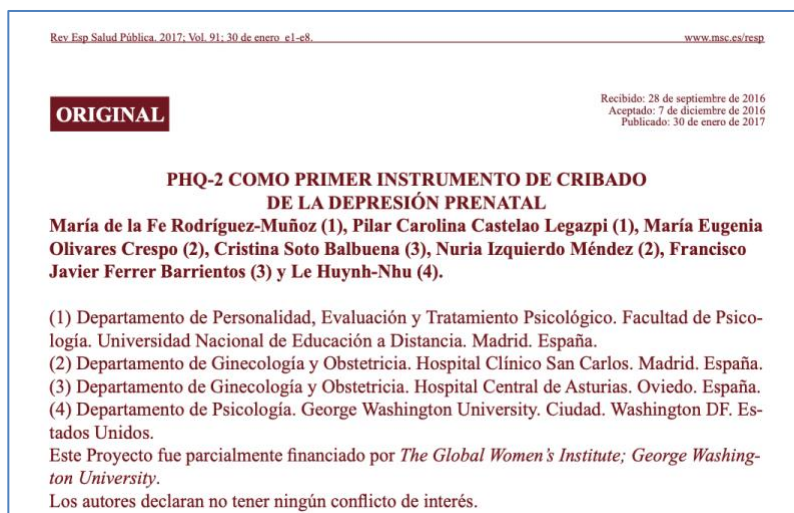 Rev Esp Salud Pública. 2017; Vol. 91: 30 de enero e1-e8.
www.msc.es/resp
ORIGINAL
Recibido: 28 de septiembre de 2016
Aceptado: 7 de diciembre de 2016
Publicado: 30 de enero de 2017
PHQ-2 COMO PRIMER INSTRUMENTO DE CRIBADO
DE LA DEPRESIÓN PRENATAL
María de la Fe Rodríguez-Muñoz (1), Pilar Carolina Castelao Legazpi (1), María Eugenia
Olivares Crespo (2), Cristina Soto Balbuena (3), Nuria Izquierdo Méndez (2), Francisco
Javier Ferrer Barrientos (3) y Le Huynh-Nhu (4).
(1) Departamento de Personalidad, Evaluación y Tratamiento Psicológico. Facultad de Psico-
logía. Universidad Nacional de Educación a Distancia. Madrid. España.
(2) Departamento de Ginecología y Obstetricia. Hospital Clínico San Carlos. Madrid. España.
(3) Departamento de Ginecología y Obstetricia. Hospital Central de Asturias. Oviedo. España.
(4) Departamento de Psicología. George Washington University. Ciudad. Washington DF. Es-
tados Unidos.
Este Proyecto fue parcialmente financiado por The Global Women's Institute; George Washing-
ton University.
Los autores declaran no tener ningún conflicto de interés.